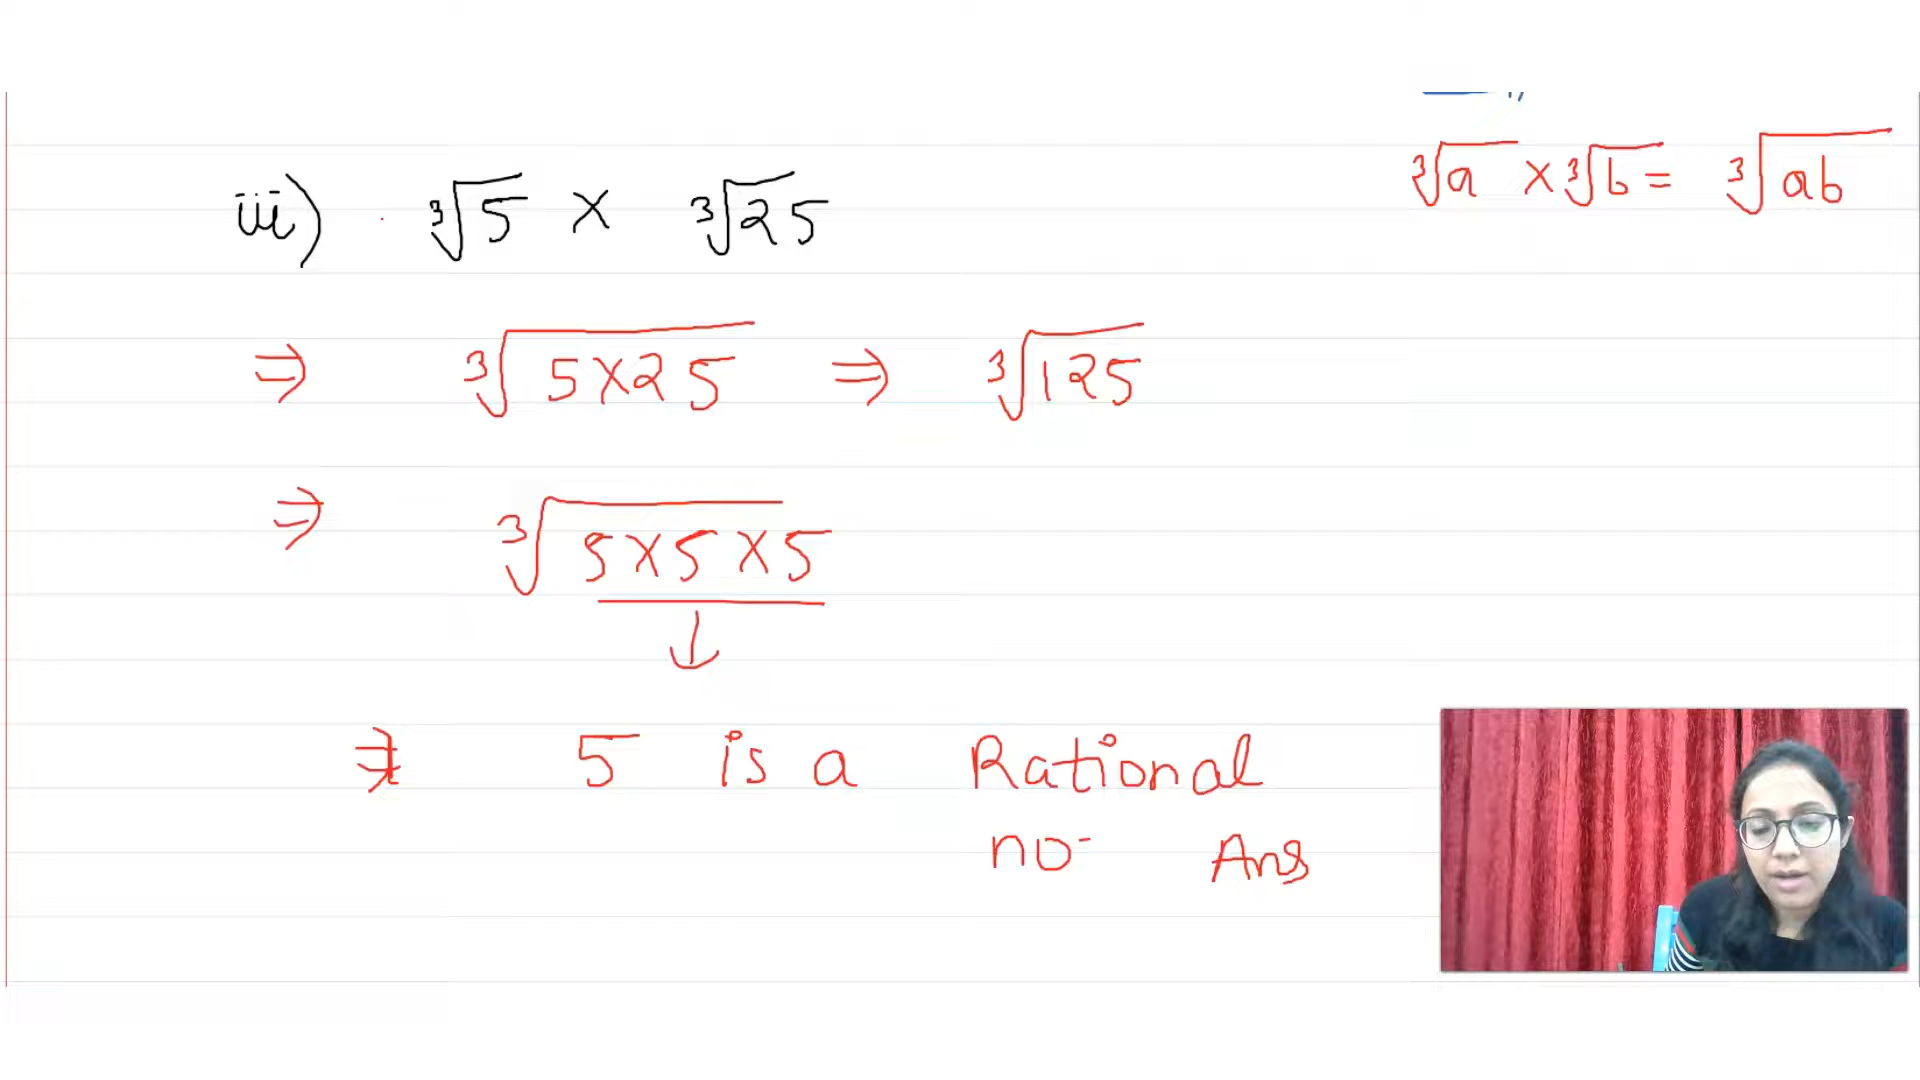 ∛a × ∛b = ∛ab
iii) ∛5 × ∛25
⇒ ∛5×25 ⇒ ∛125
⇒ ∛5×5×5
↓
⇒ 5 is a Rational
no. Ans